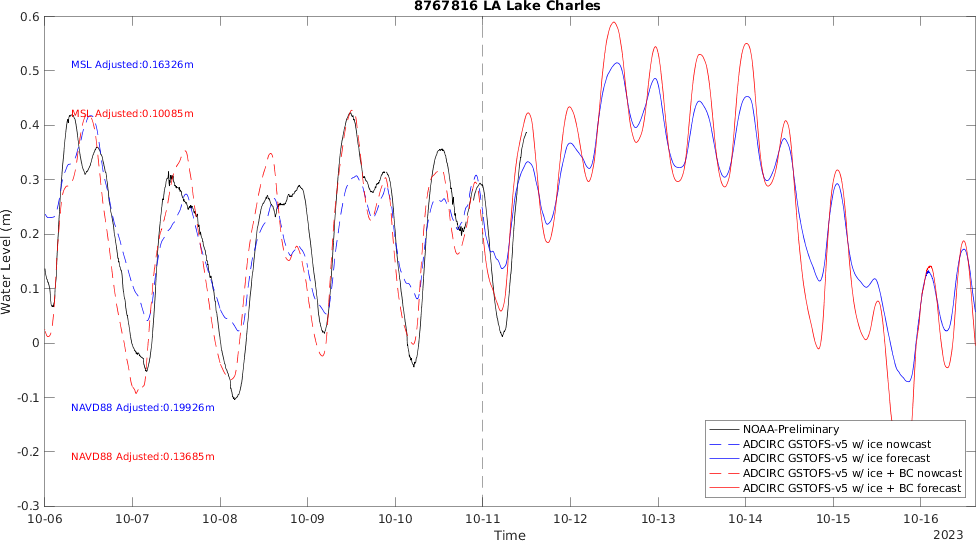 8767816 LA Lake Charles
0.6
0.5
0.4
0.3
0.2
0.1
0
-0.1
-0.2
-0.3
Water Level (m)
MSL Adjusted:0.16326m
MSL Adjusted:0.10085m
NAVD88 Adjusted:0.19926m
NAVD88 Adjusted:0.13685m
NOAA-Preliminary
ADCIRC GSTOFS-v5 w/ ice nowcast
ADCIRC GSTOFS-v5 w/ ice forecast
ADCIRC GSTOFS-v5 w/ ice + BC nowcast
ADCIRC GSTOFS-v5 w/ ice + BC forecast
10-06 10-07 10-08 10-09 10-10 10-11 10-12 10-13 10-14 10-15 10-16
Time
2023